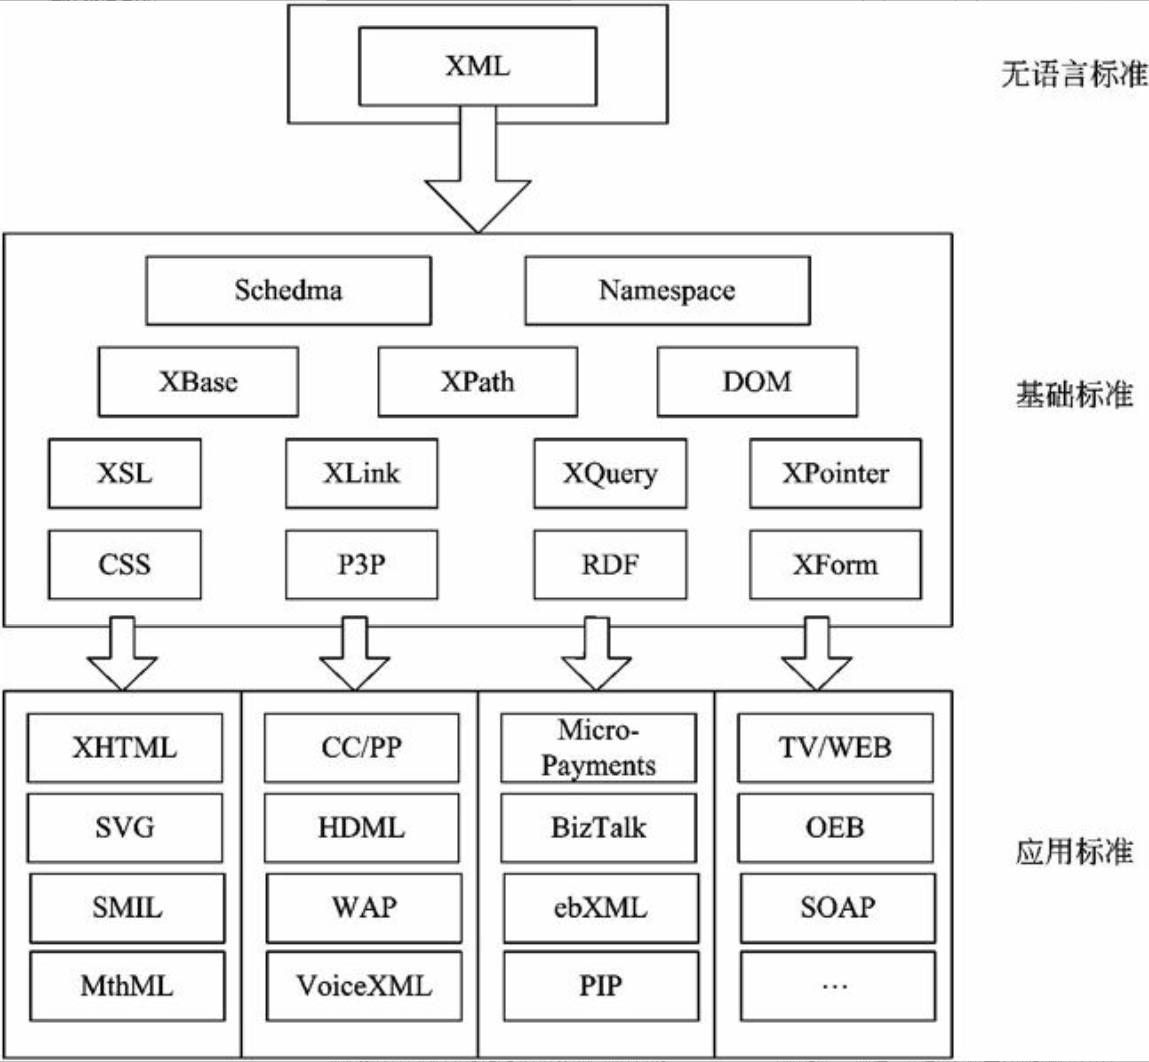 XML
无语言标准
Schedma
Namespace
XBase
XPath
DOM
基础标准
XSL
XLink
XQuery
XPointer
CSS
P3P
RDF
XForm
XHTML
CC/PP
Micro-
Payments
TV/WEB
SVG
HDML
BizTalk
OEB
应用标准
SMIL
WAP
ebXML
SOAP
MthML
VoiceXML
PIP
…